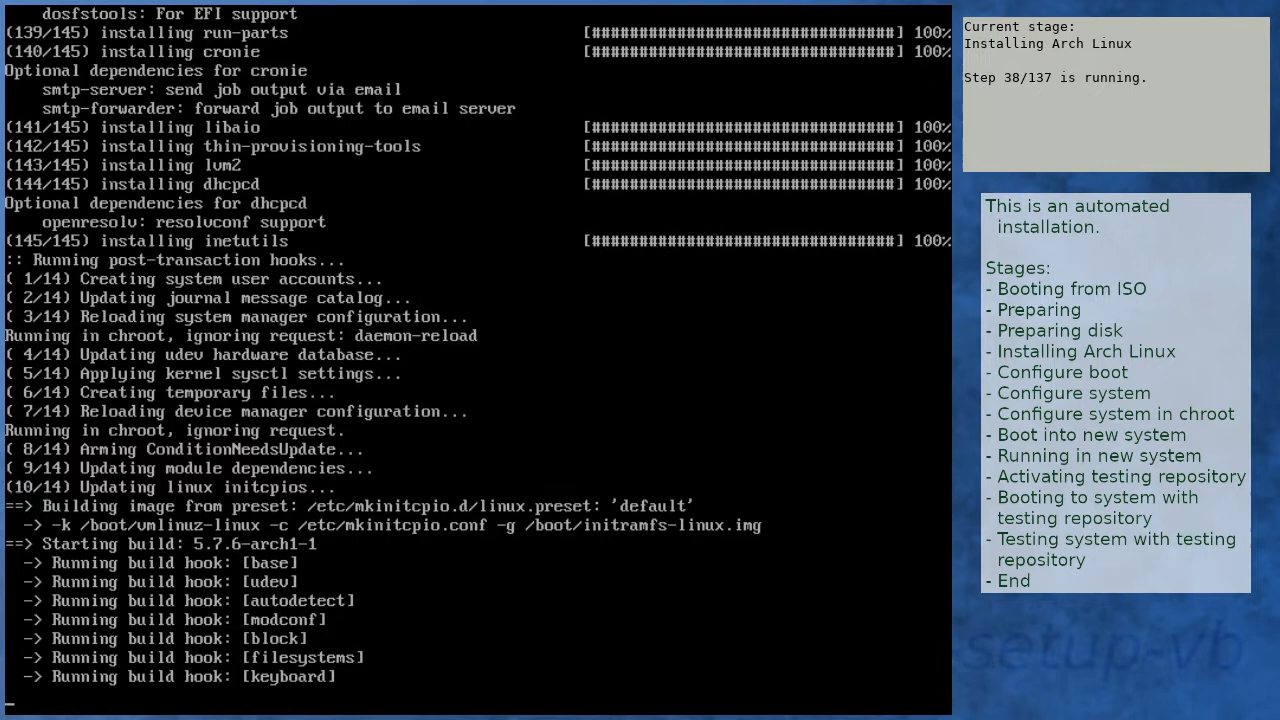 dosfstools: For EFI support
(139/145) installing run-parts                                [################################] 100%
(140/145) installing cronie                                   [################################] 100%
Optional dependencies for cronie
    smtp-server: send job output via email
    smtp-forwarder: forward job output to email server
(141/145) installing libaio                                   [################################] 100%
(142/145) installing thin-provisioning-tools                  [################################] 100%
(143/145) installing lvm2                                     [################################] 100%
(144/145) installing dhcpcd                                   [################################] 100%
Optional dependencies for dhcpcd
    openresolv: resolvconf support
(145/145) installing inetutils                                [################################] 100%
:: Running post-transaction hooks...
( 1/14) Creating system user accounts...
( 2/14) Updating journal message catalog...
( 3/14) Reloading system manager configuration...
Running in chroot, ignoring request: daemon-reload
( 4/14) Updating udev hardware database...
( 5/14) Applying kernel sysctl settings...
( 6/14) Creating temporary files...
( 7/14) Reloading device manager configuration...
Running in chroot, ignoring request.
( 8/14) Arming ConditionNeedsUpdate...
( 9/14) Updating module dependencies...
(10/14) Updating linux initcpios...
==> Building image from preset: /etc/mkinitcpio.d/linux.preset: 'default'
  -> -k /boot/vmlinuz-linux -c /etc/mkinitcpio.conf -g /boot/initramfs-linux.img
==> Starting build: 5.7.6-arch1-1
  -> Running build hook: [base]
  -> Running build hook: [udev]
  -> Running build hook: [autodetect]
  -> Running build hook: [modconf]
  -> Running build hook: [block]
  -> Running build hook: [filesystems]
  -> Running build hook: [keyboard]
_
Current stage:
Installing Arch Linux
Step 38/137 is running.
This is an automated
installation.
Stages:
- Booting from ISO
- Preparing
- Preparing disk
- Installing Arch Linux
- Configure boot
- Configure system
- Configure system in chroot
- Boot into new system
- Running in new system
- Activating testing repository
- Booting to system with
testing repository
- Testing system with testing
repository
- End
setup-vb